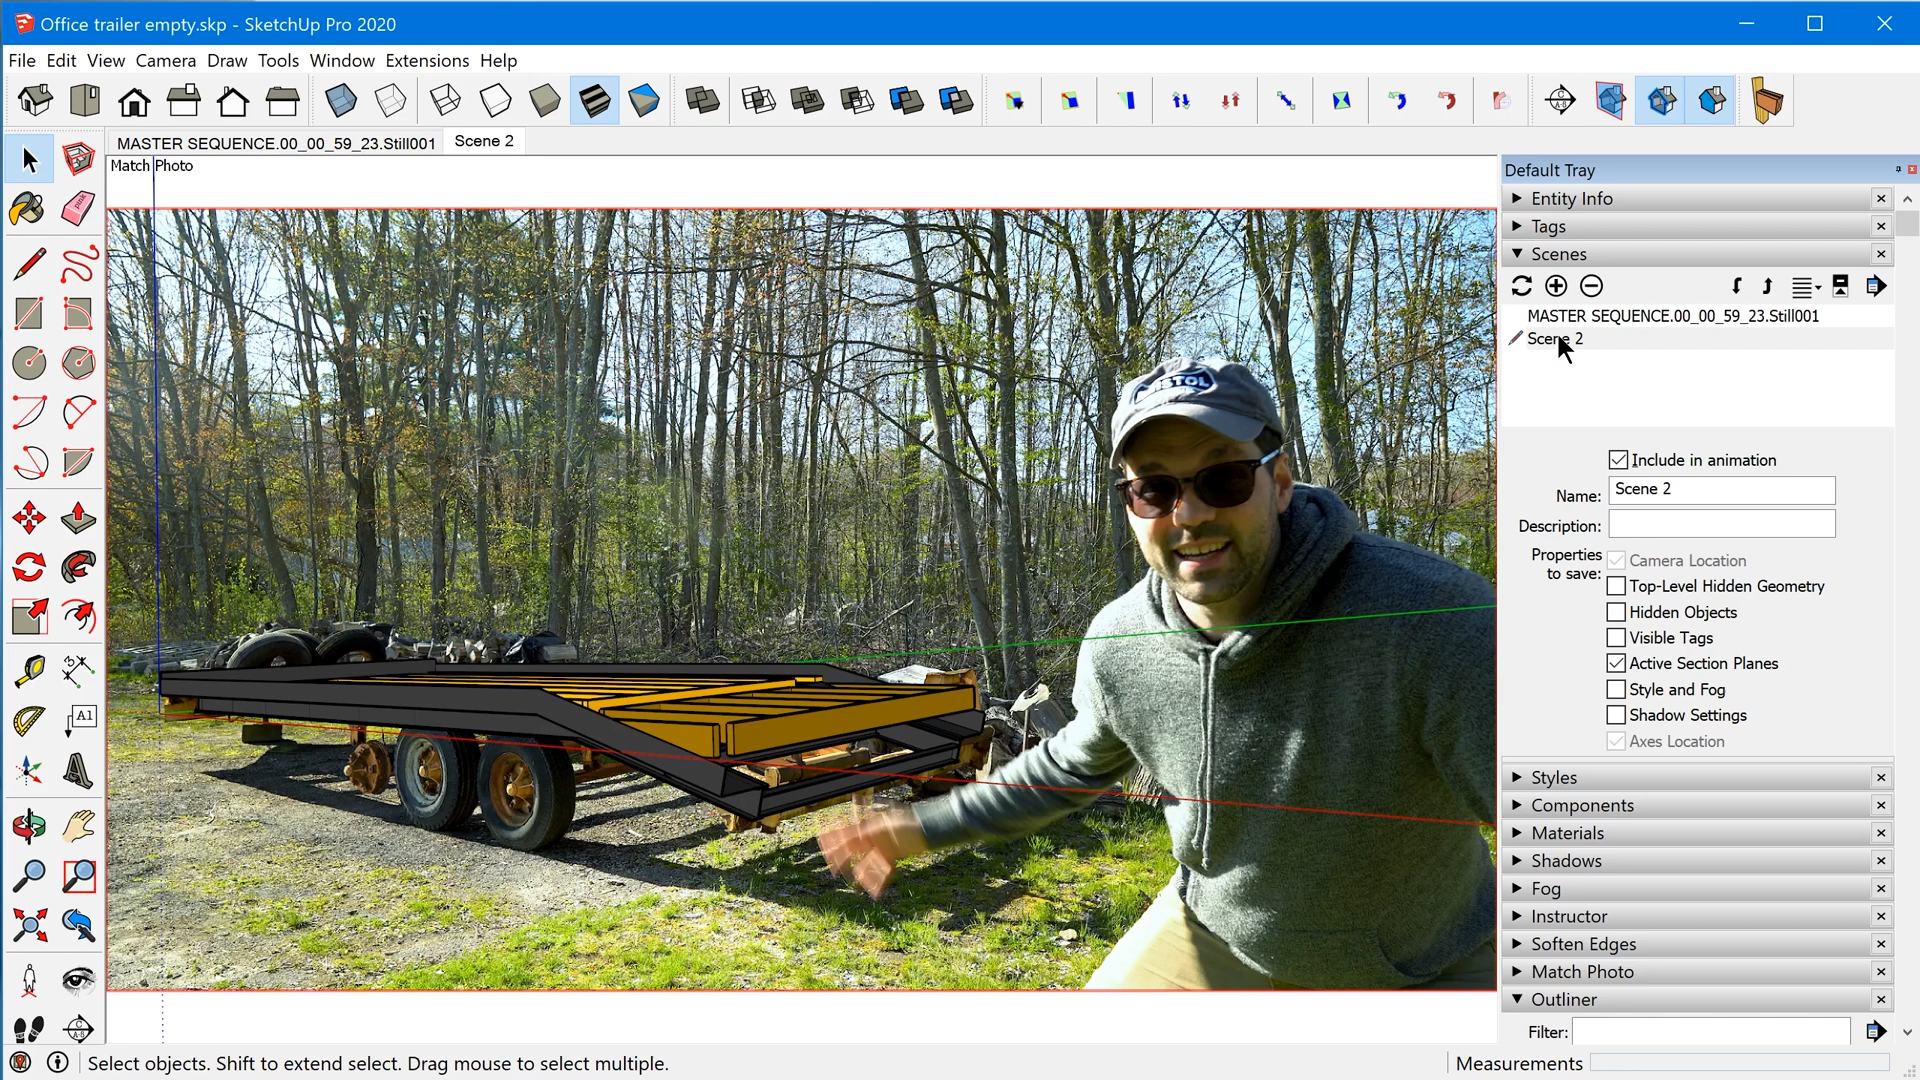 Office trailer empty.skp - SketchUp Pro 2020
File Edit View Camera Draw Tools Window Extensions Help
MASTER SEQUENCE.00_00_59_23.Still001 Scene 2
Match Photo
Default Tray
Entity Info
Tags
Scenes
MASTER SEQUENCE.00_00_59_23.Still001
Scene 2
Include in animation
Name: Scene 2
Description:
Properties to save:
Camera Location
Top-Level Hidden Geometry
Hidden Objects
Visible Tags
Active Section Planes
Style and Fog
Shadow Settings
Axes Location
Styles
Components
Materials
Shadows
Fog
Instructor
Soften Edges
Match Photo
Outliner
Filter:
A1
Select objects. Shift to extend select. Drag mouse to select multiple.
Measurements